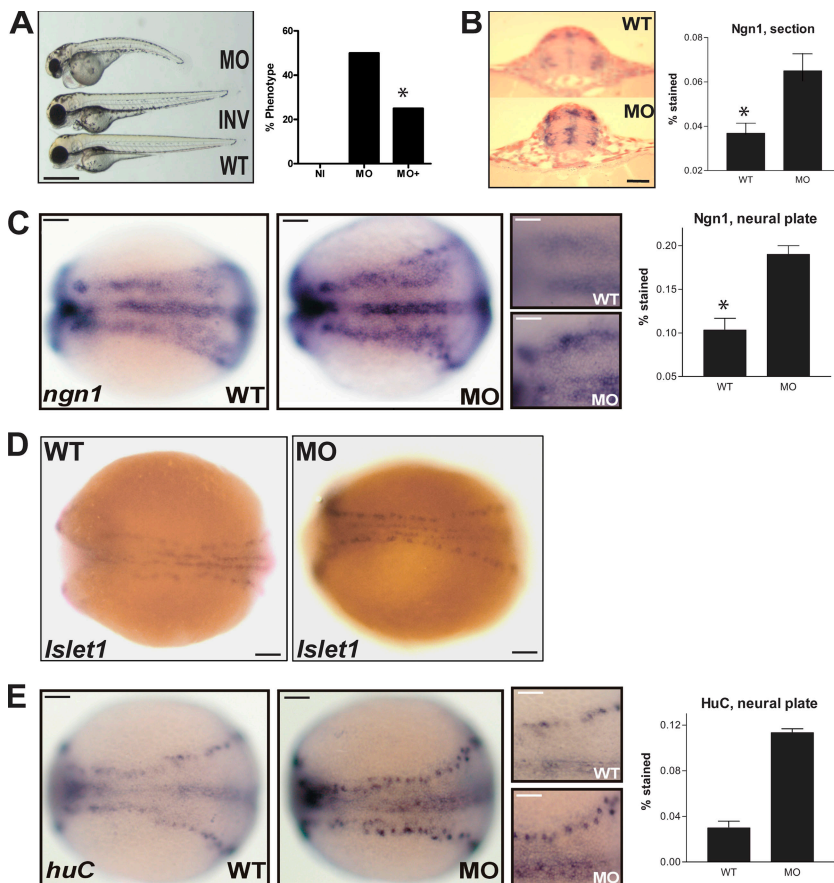 A
MO
INV
WT
% Phenotype
60
40
20
0
*
NI MO MO+
B
WT
MO
Ngn1, section
% stained
0.08
0.06
0.04
0.02
*
WT MO
C
ngn1 WT
MO
WT
MO
Ngn1, neural plate
% stained
0.20
0.15
0.10
0.05
*
WT MO
D
WT
Islet1
MO
Islet1
E
huC WT
MO
WT
MO
HuC, neural plate
% stained
0.12
0.08
0.04
0.00
WT MO